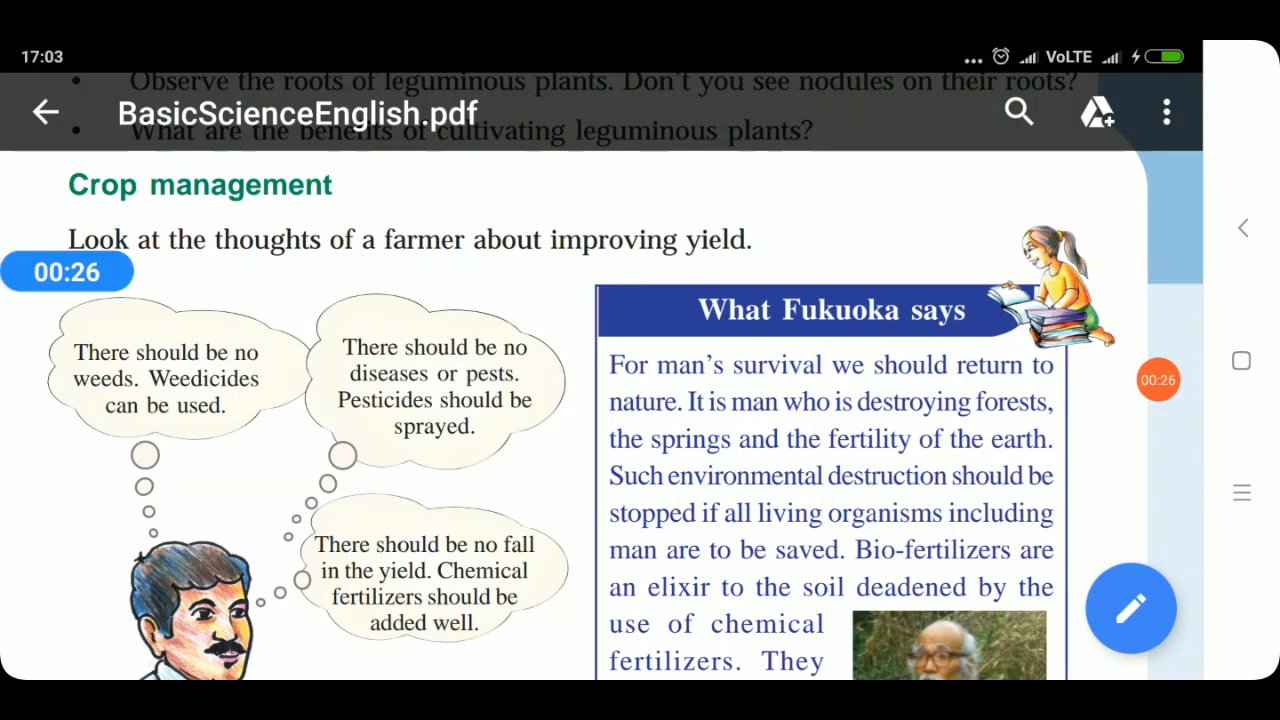 17:03
... VoLTE
Observe the roots of leguminous plants. Don't you see nodules on their roots?
BasicScienceEnglish.pdf
What are the benefits of cultivating leguminous plants?
Crop management
Look at the thoughts of a farmer about improving yield.
00:26
There should be no
weeds. Weedicides
can be used.
There should be no
diseases or pests.
Pesticides should be
sprayed.
There should be no fall
in the yield. Chemical
fertilizers should be
added well.
What Fukuoka says
For man's survival we should return to
nature. It is man who is destroying forests,
the springs and the fertility of the earth.
Such environmental destruction should be
stopped if all living organisms including
man are to be saved. Bio-fertilizers are
an elixir to the soil deadened by the
use of chemical
fertilizers. They
00:26